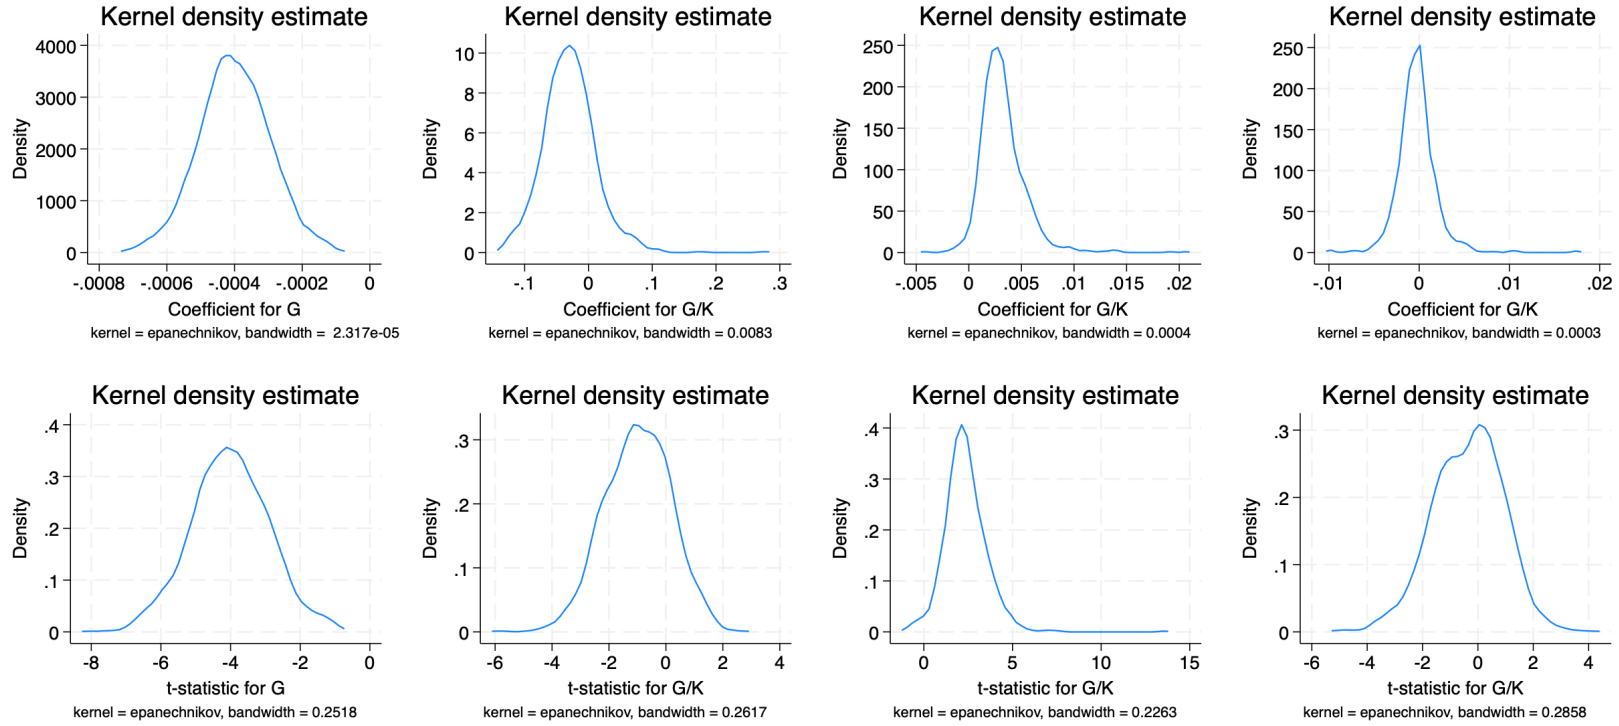 Kernel density estimate
4000
3000
2000
1000
0
Density
-.0008 -.0006 -.0004 -.0002 0
Coefficient for G
kernel = epanechnikov, bandwidth = 2.317e-05
Kernel density estimate
10
8
6
4
2
0
Density
-.1 0 .1 .2 .3
Coefficient for G/K
kernel = epanechnikov, bandwidth = 0.0083
Kernel density estimate
250
200
150
100
50
0
Density
-.005 0 .005 .01 .015 .02
Coefficient for G/K
kernel = epanechnikov, bandwidth = 0.0004
Kernel density estimate
250
200
150
100
50
0
Density
-.01 0 .01 .02
Coefficient for G/K
kernel = epanechnikov, bandwidth = 0.0003
Kernel density estimate
.4
.3
.2
.1
0
Density
-8 -6 -4 -2 0
t-statistic for G
kernel = epanechnikov, bandwidth = 0.2518
Kernel density estimate
.3
.2
.1
0
Density
-6 -4 -2 0 2 4
t-statistic for G/K
kernel = epanechnikov, bandwidth = 0.2617
Kernel density estimate
.4
.3
.2
.1
0
Density
0 5 10 15
t-statistic for G/K
kernel = epanechnikov, bandwidth = 0.2263
Kernel density estimate
.3
.2
.1
0
Density
-6 -4 -2 0 2 4
t-statistic for G/K
kernel = epanechnikov, bandwidth = 0.2858